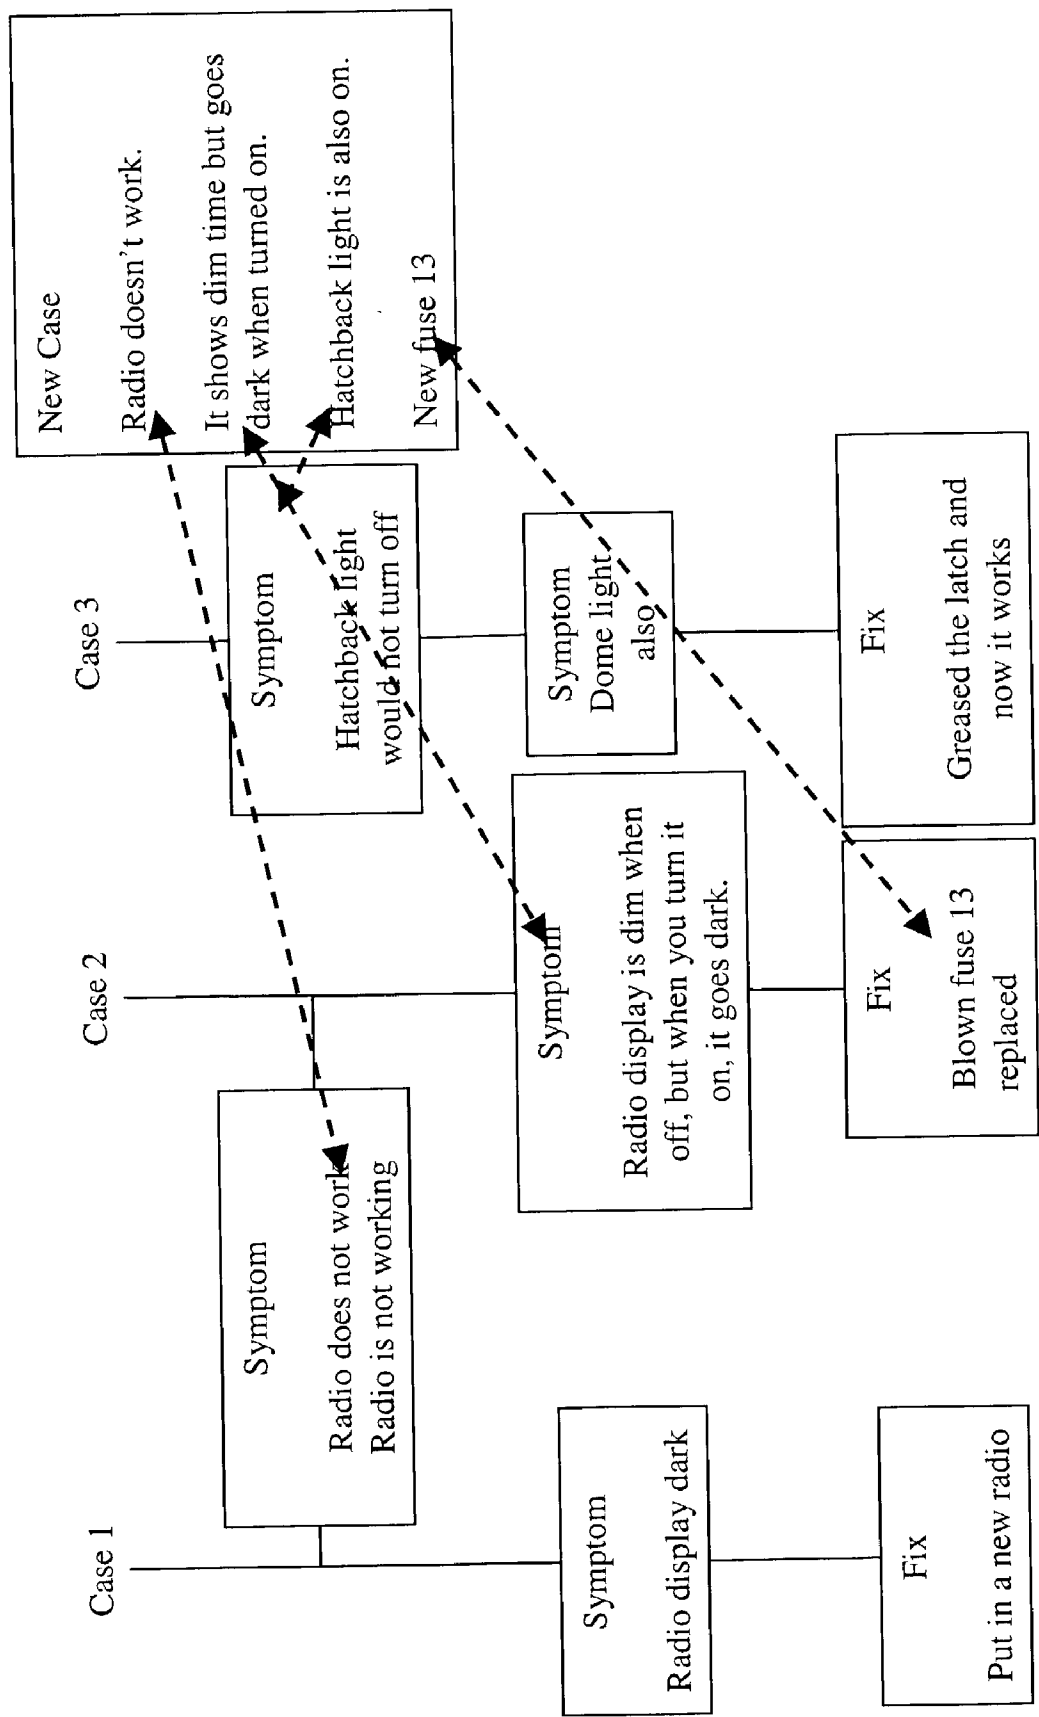 Case 1
Case 2
Case 3
New Case
Radio doesn't work.
It shows dim time but goes
dark when turned on.
Hatchback light is also on.
New fuse 13
Symptom
Radio does not work
Radio is not working
Symptom
Hatchback light
would not turn off
Symptom
Radio display dark
Symptom
Radio display is dim when
off, but when you turn it
on, it goes dark.
Symptom
Dome light
also
Fix
Put in a new radio
Fix
Blown fuse 13
replaced
Fix
Greased the latch and
now it works